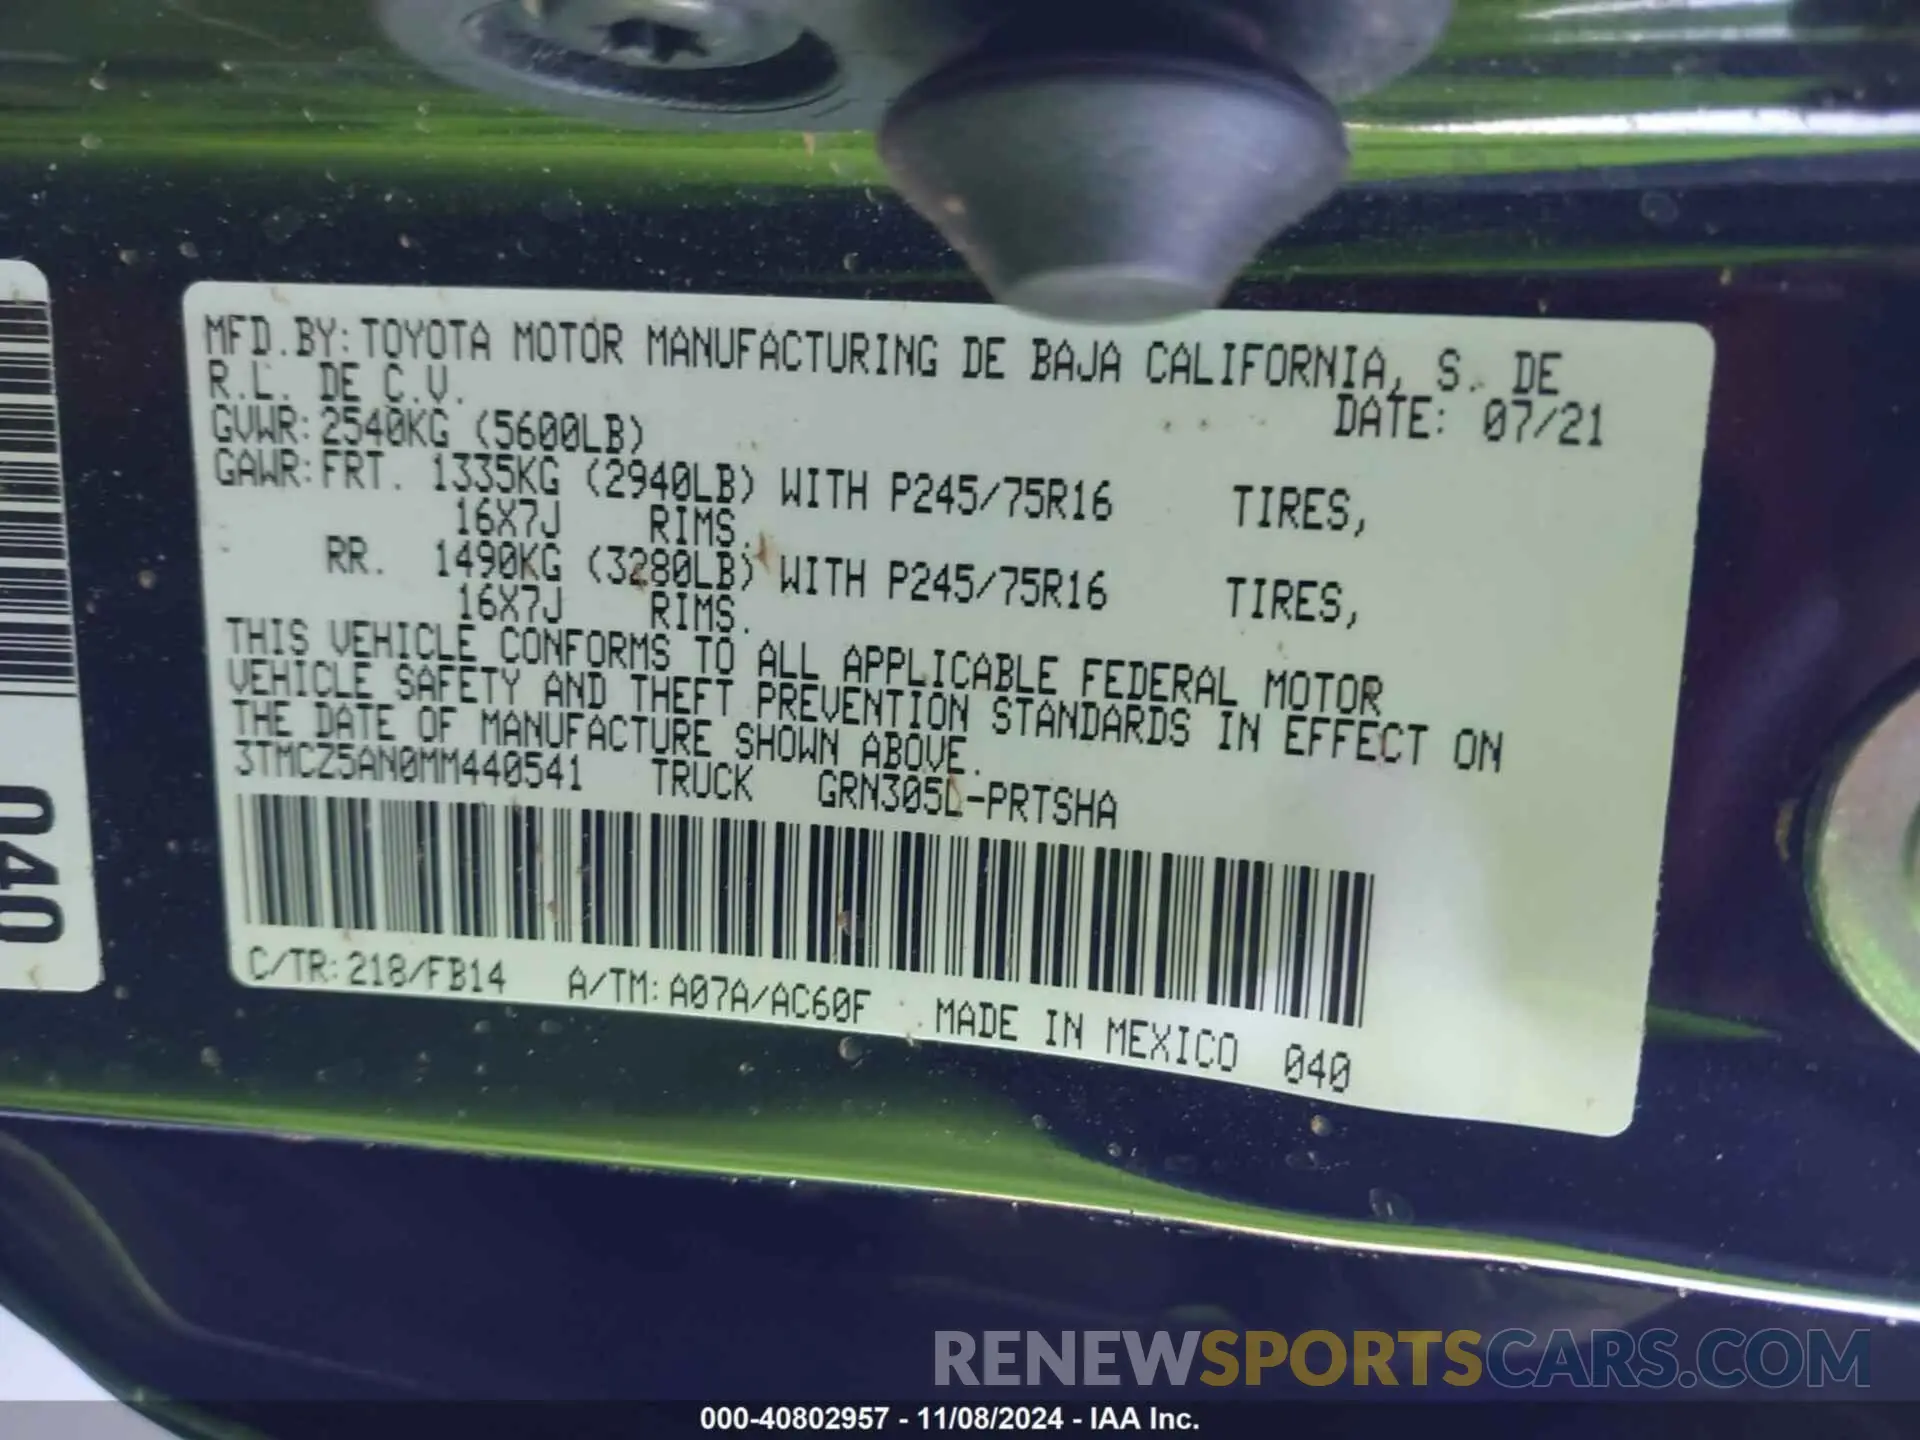 MFD.BY:TOYOTA MOTOR MANUFACTURING DE BAJA CALIFORNIA, S. DE
R.L. DE C.V.
DATE: 07/21
GVWR:2540KG (5600LB)
GAWR:FRT. 1335KG (2940LB) WITH P245/75R16 TIRES,
16X7J RIMS.
RR. 1490KG (3280LB) WITH P245/75R16 TIRES,
16X7J RIMS.
THIS VEHICLE CONFORMS TO ALL APPLICABLE FEDERAL MOTOR
VEHICLE SAFETY AND THEFT PREVENTION STANDARDS IN EFFECT ON
THE DATE OF MANUFACTURE SHOWN ABOVE.
3TMCZ5AN0MM440541 TRUCK GRN305L-PRTSHA
C/TR:218/FB14 A/TM:A07A/AC60F MADE IN MEXICO 040
040
RENEWSPORTSCARS.COM
000-40802957 - 11/08/2024 - IAA Inc.